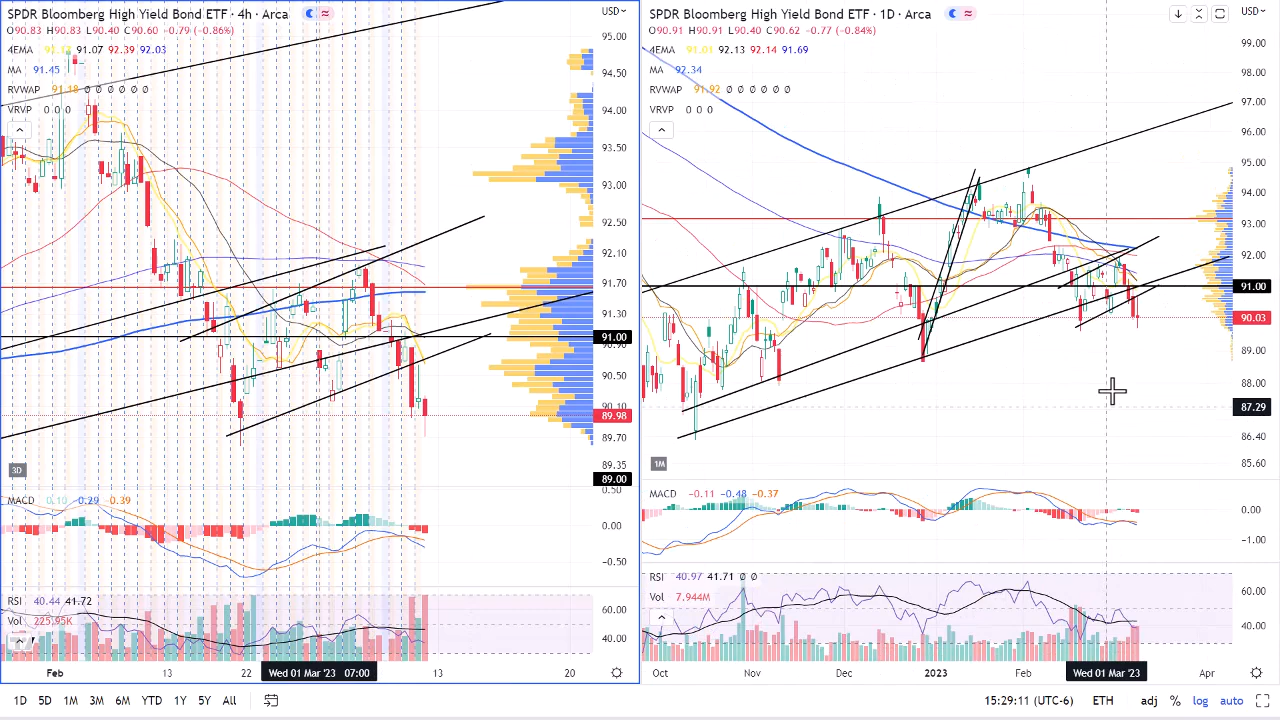 SPDR Bloomberg High Yield Bond ETF · 4h · Arca
O90.83 H90.83 L90.40 C90.60 −0.79 (−0.86%)
4EMA 91.07 92.39 92.03
MA 91.45
RVWAP 91.18 Ø Ø Ø Ø Ø Ø
VRVP 0 0 0
USD
95.00
94.50
94.00
93.50
93.00
92.50
92.10
91.70
91.30
91.00
90.50
90.10
89.98
89.70
89.35
89.00
3D
MACD 0.10 −0.29 −0.39
0.50
0.00
−0.50
RSI 40.44 41.72
Vol 225.95K
60.00
40.00
Feb 13 22 Wed 01 Mar '23 07:00 13 20
SPDR Bloomberg High Yield Bond ETF · 1D · Arca
O90.91 H90.91 L90.40 C90.62 −0.77 (−0.84%)
4EMA 91.01 92.13 92.14 91.69
MA 92.34
RVWAP 91.92 Ø Ø Ø Ø Ø Ø
VRVP 0 0 0
USD
99.00
98.00
97.00
96.00
95.00
94.00
93.00
92.00
91.00
90.03
89.00
88.00
87.29
86.40
85.60
1M
MACD −0.11 −0.48 −0.37
0.00
−1.00
RSI 40.97 41.71 Ø Ø
Vol 7.944M
60.00
40.00
Oct Nov Dec 2023 Feb Wed 01 Mar '23 Apr
1D 5D 1M 3M 6M YTD 1Y 5Y All
15:29:11 (UTC-6) ETH adj % log auto